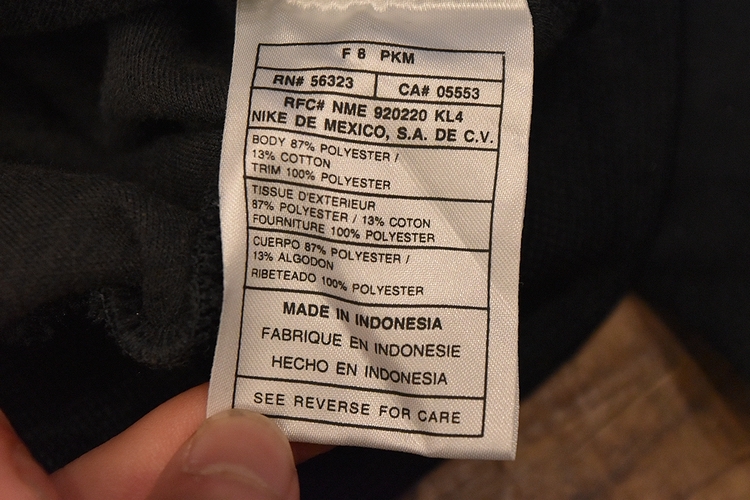 F 8 PKM
RN# 56323 CA# 05553
RFC# NME 920220 KL4
NIKE DE MEXICO, S.A. DE C.V.
BODY 87% POLYESTER /
13% COTTON
TRIM 100% POLYESTER
TISSUE D'EXTERIEUR
87% POLYESTER / 13% COTON
FOURNITURE 100% POLYESTER
CUERPO 87% POLYESTER /
13% ALGODON
RIBETEADO 100% POLYESTER
MADE IN INDONESIA
FABRIQUE EN INDONESIE
HECHO EN INDONESIA
SEE REVERSE FOR CARE